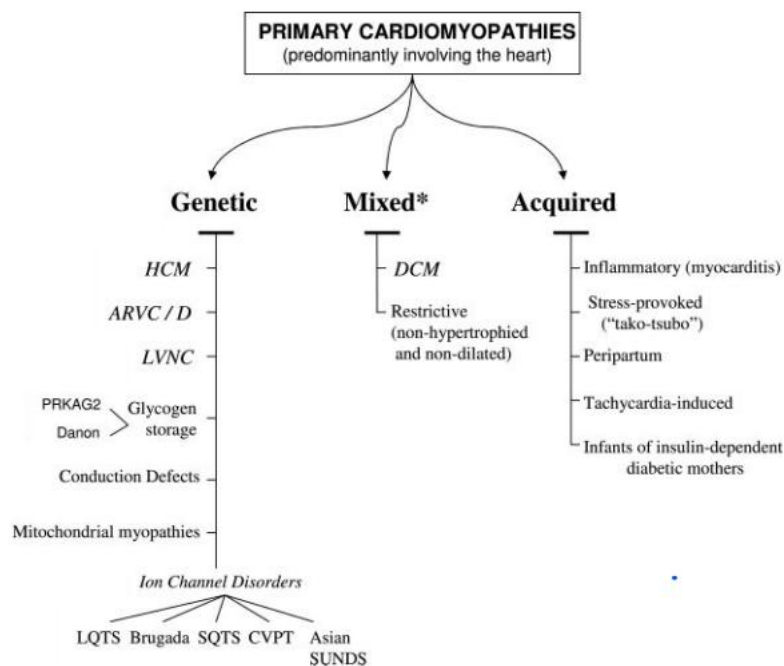 PRIMARY CARDIOMYOPATHIES
(predominantly involving the heart)
Genetic
Mixed*
Acquired
HCM
ARVC / D
LVNC
PRKAG2
Danon
Glycogen
storage
Conduction Defects
Mitochondrial myopathies
Ion Channel Disorders
LQTS
Brugada
SQTS
CVPT
Asian
SUNDS
DCM
Restrictive
(non-hypertrophied
and non-dilated)
Inflammatory (myocarditis)
Stress-provoked
(“tako-tsubo”)
Peripartum
Tachycardia-induced
Infants of insulin-dependent
diabetic mothers